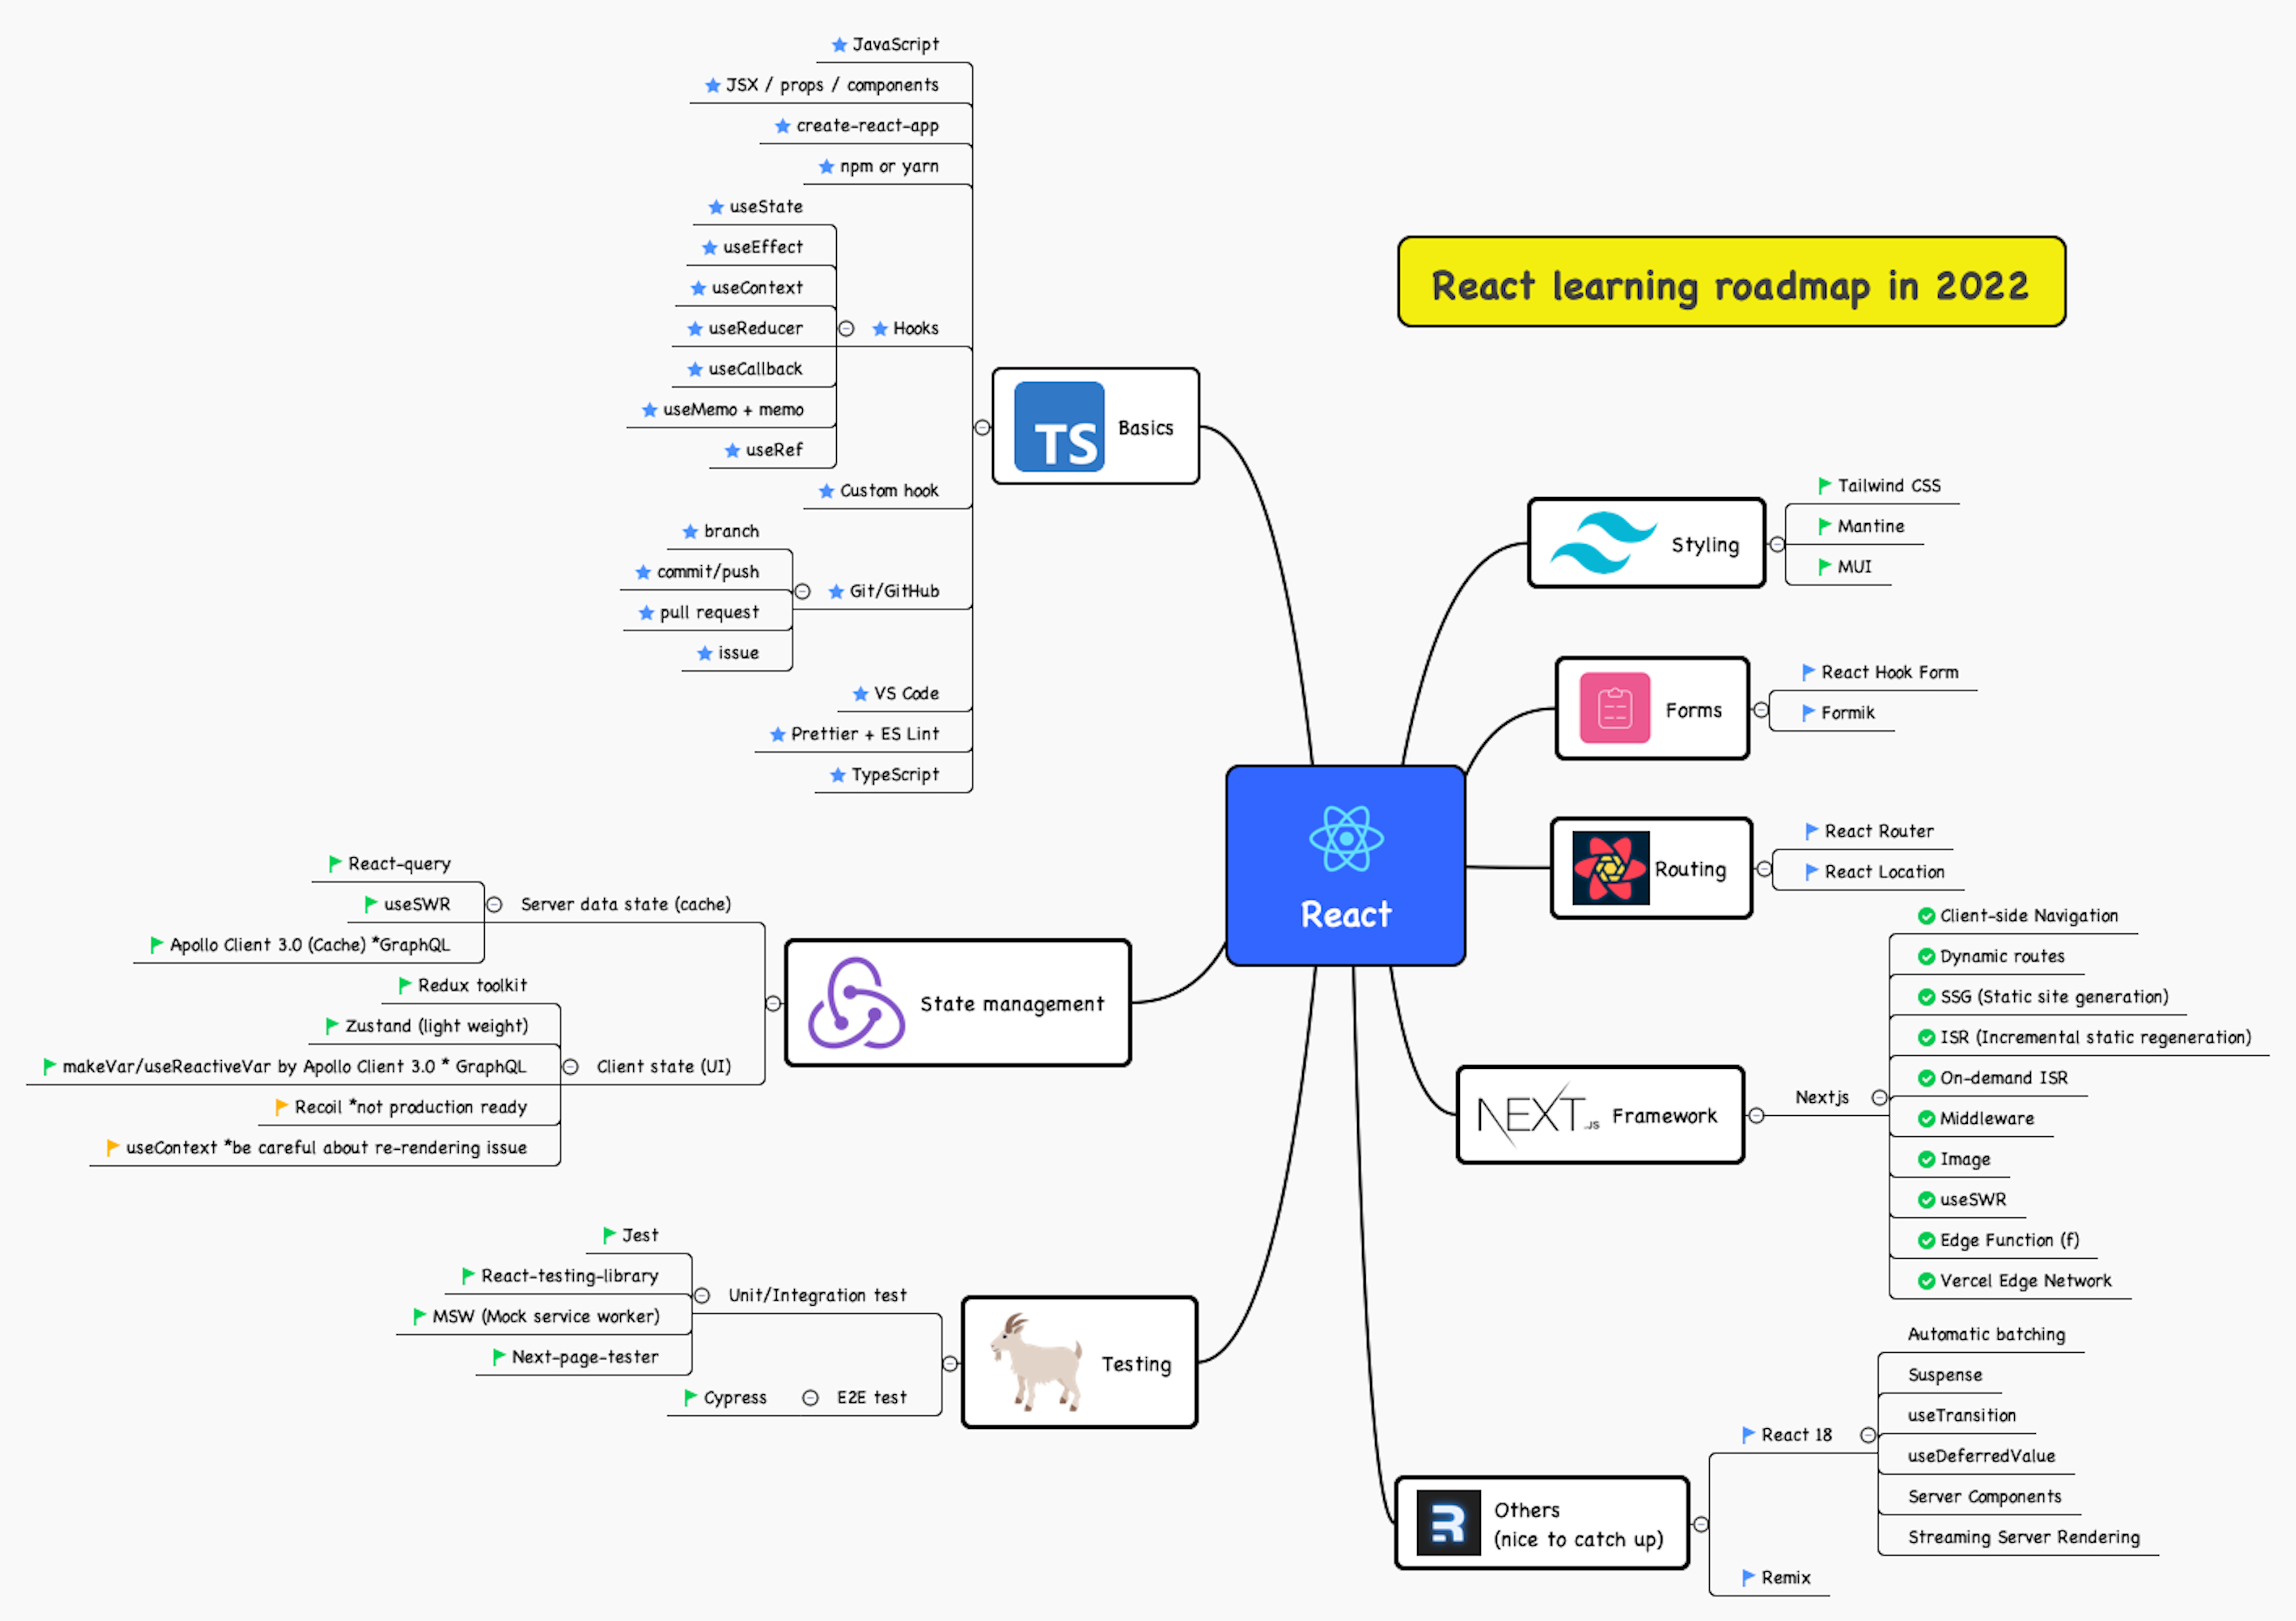 React learning roadmap in 2022
React
TS
Basics
JavaScript
JSX / props / components
create-react-app
npm or yarn
Hooks
useState
useEffect
useContext
useReducer
useCallback
useMemo + memo
useRef
Custom hook
Git/GitHub
branch
commit/push
pull request
issue
VS Code
Prettier + ES Lint
TypeScript
State management
Server data state (cache)
React-query
useSWR
Apollo Client 3.0 (Cache) *GraphQL
Client state (UI)
Redux toolkit
Zustand (light weight)
makeVar/useReactiveVar by Apollo Client 3.0 * GraphQL
Recoil *not production ready
useContext *be careful about re-rendering issue
Testing
Unit/Integration test
Jest
React-testing-library
MSW (Mock service worker)
Next-page-tester
E2E test
Cypress
Styling
Tailwind CSS
Mantine
MUI
Forms
React Hook Form
Formik
Routing
React Router
React Location
NEXT.JS
Framework
Nextjs
Client-side Navigation
Dynamic routes
SSG (Static site generation)
ISR (Incremental static regeneration)
On-demand ISR
Middleware
Image
useSWR
Edge Function (f)
Vercel Edge Network
R
Others
(nice to catch up)
React 18
Automatic batching
Suspense
useTransition
useDeferredValue
Server Components
Streaming Server Rendering
Remix